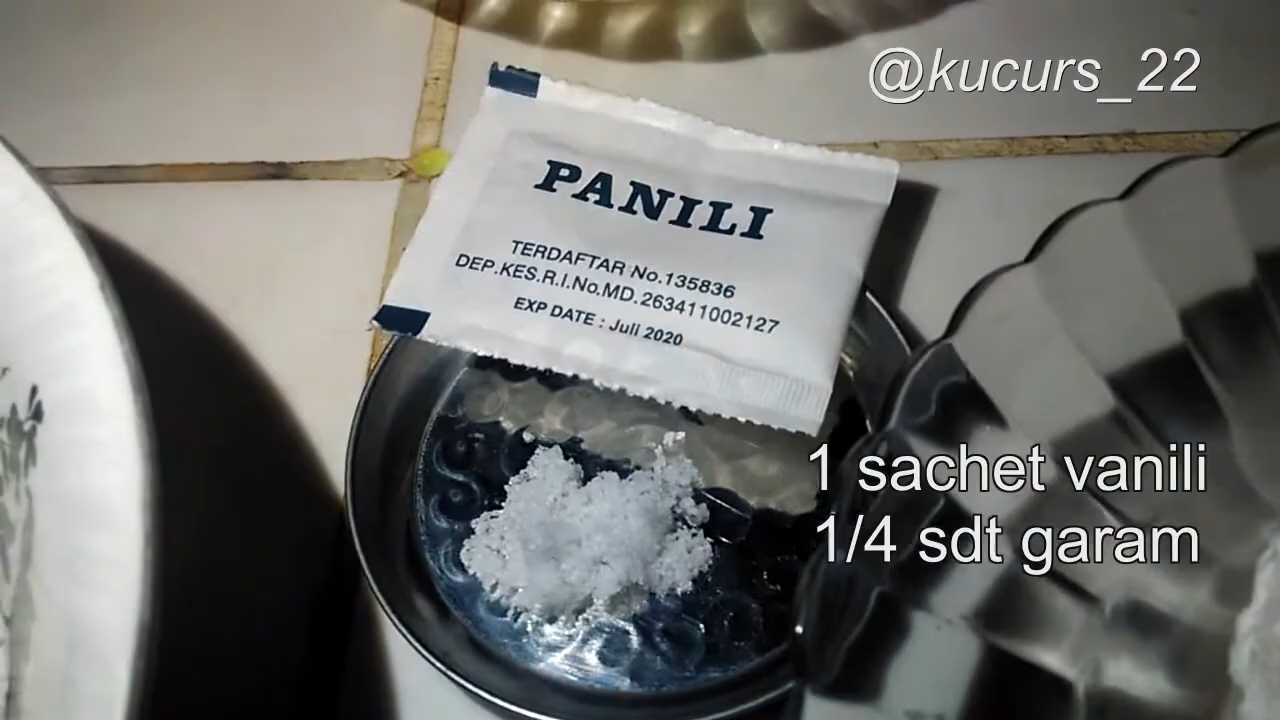 @kucurs_22
PANILI
TERDAFTAR No.135836
DEP.KES.R.I.No.MD.263411002127
EXP DATE : Juli 2020
1 sachet vanili
1/4 sdt garam